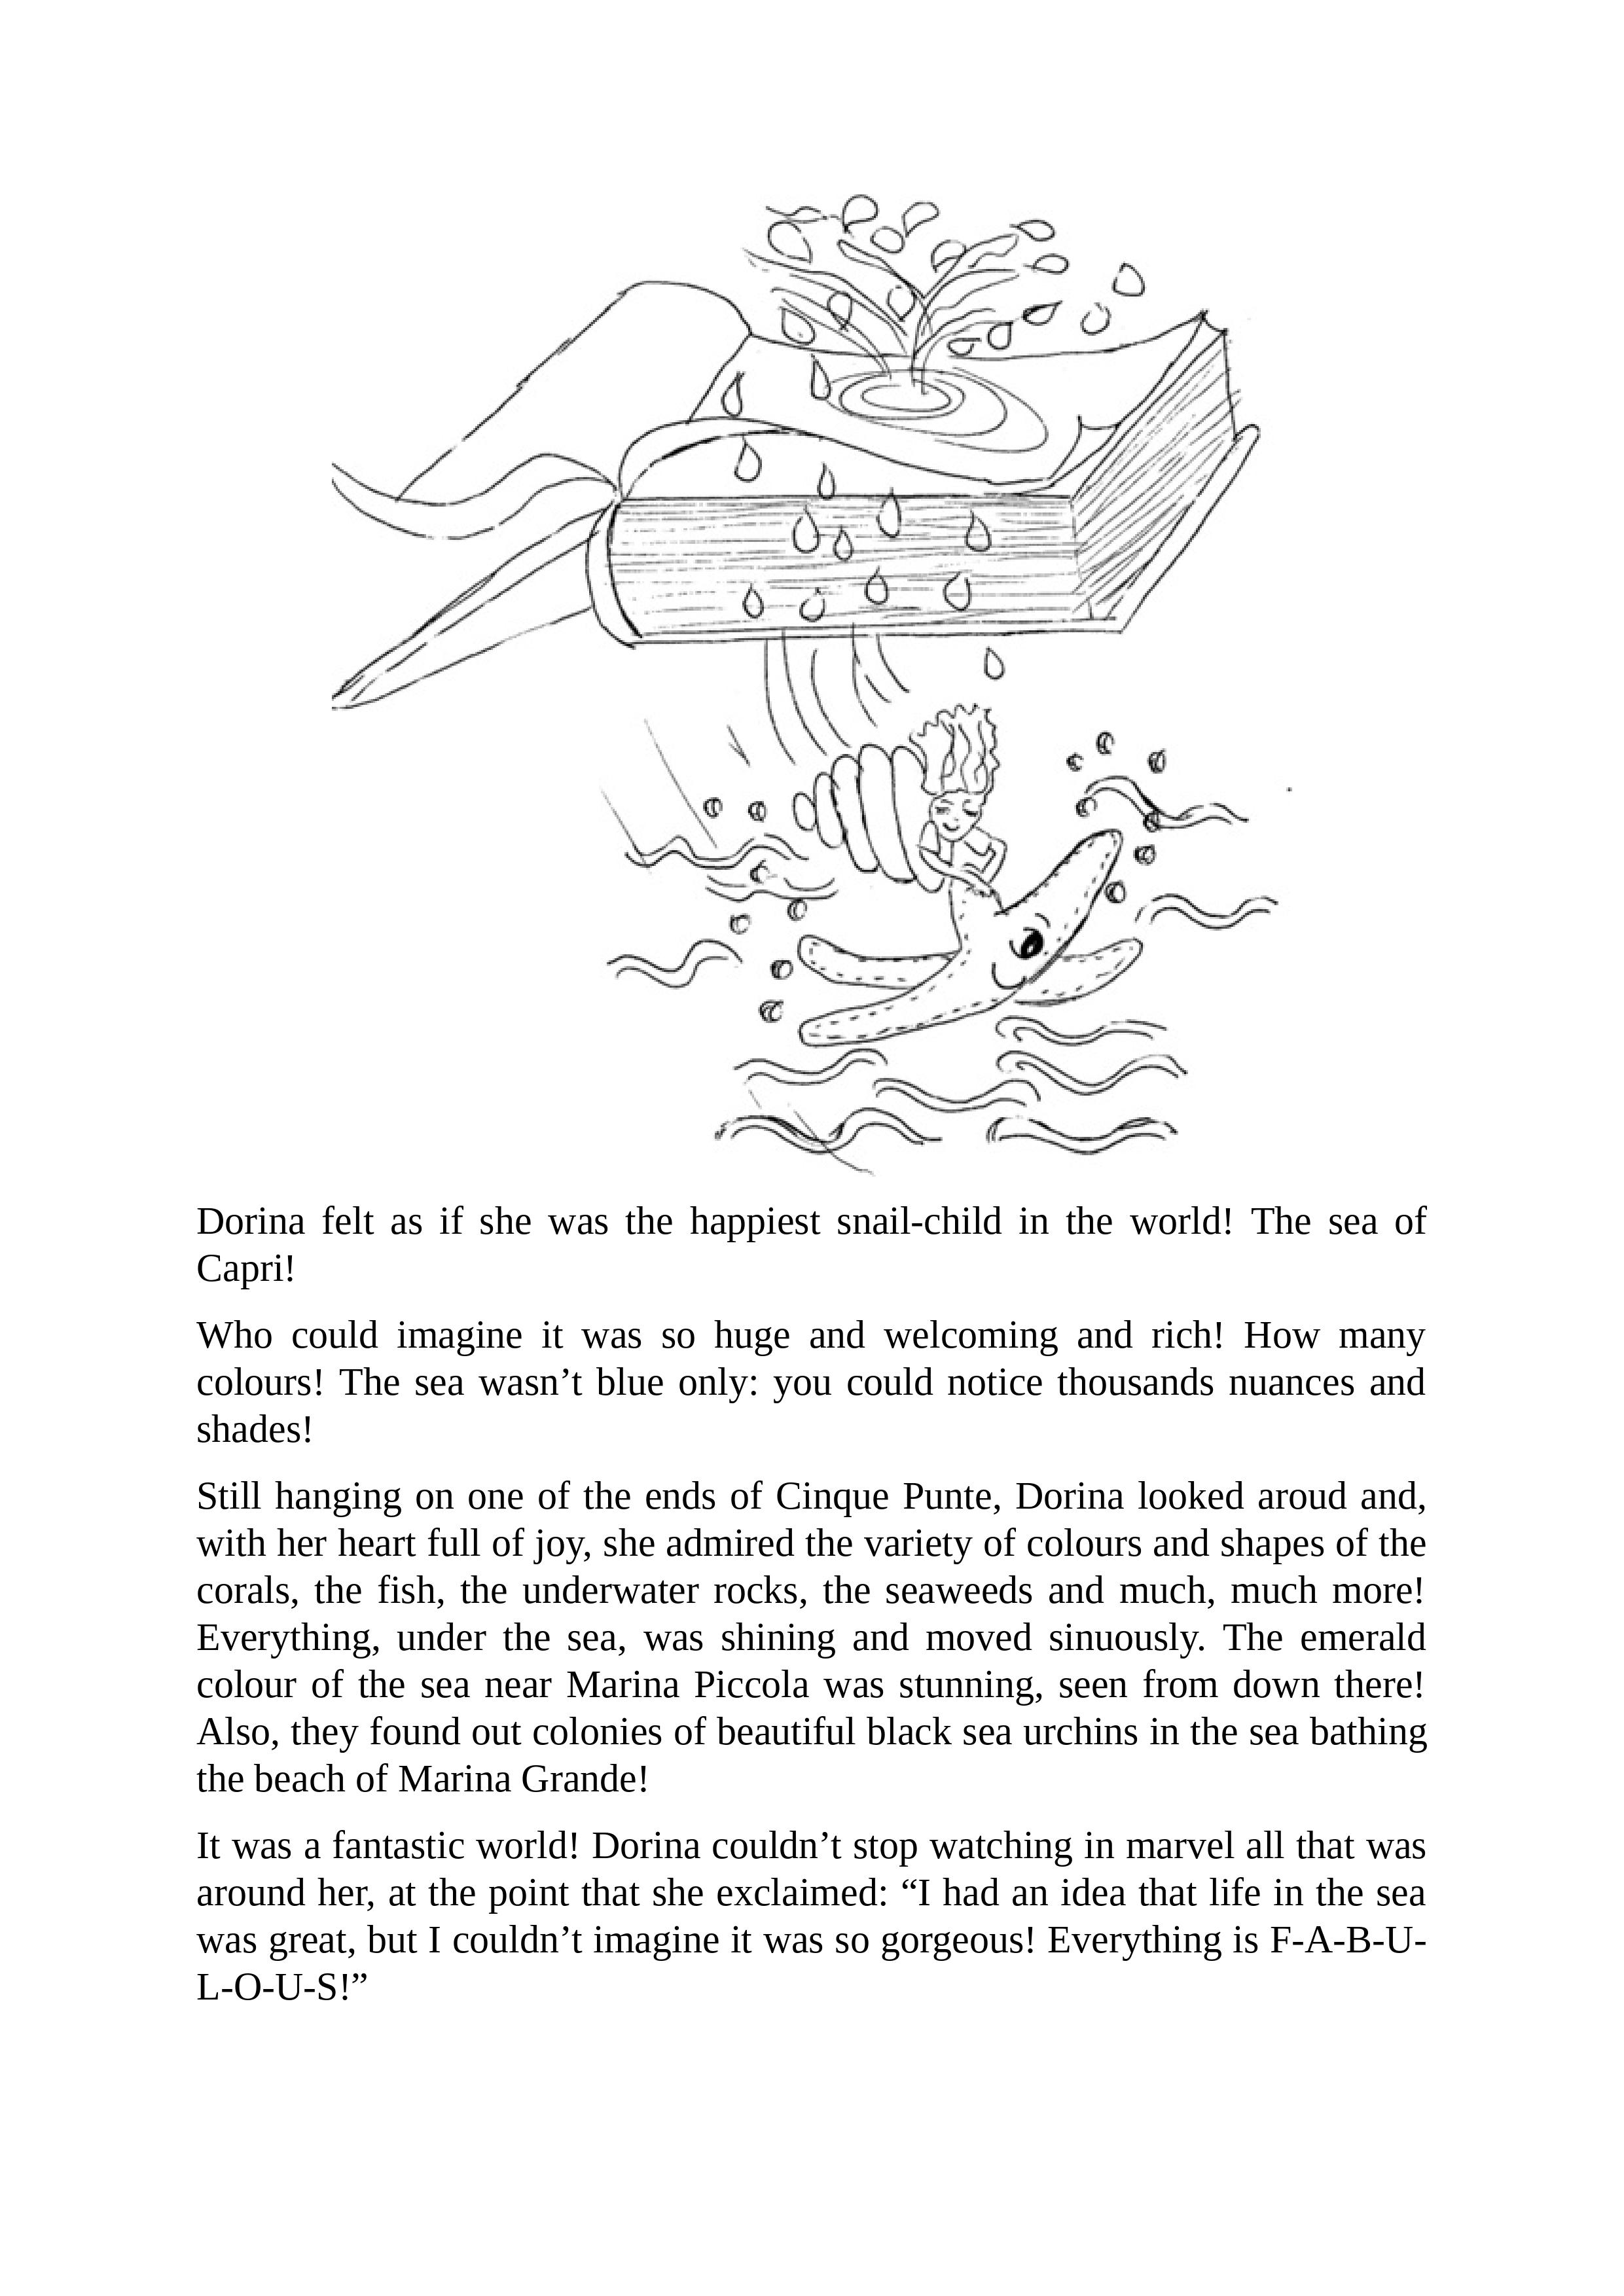 Dorina felt as if she was the happiest snail-child in the world! The sea of
Capri!
Who could imagine it was so huge and welcoming and rich! How many
colours! The sea wasn’t blue only: you could notice thousands nuances and
shades!
Still hanging on one of the ends of Cinque Punte, Dorina looked aroud and,
with her heart full of joy, she admired the variety of colours and shapes of the
corals, the fish, the underwater rocks, the seaweeds and much, much more!
Everything, under the sea, was shining and moved sinuously. The emerald
colour of the sea near Marina Piccola was stunning, seen from down there!
Also, they found out colonies of beautiful black sea urchins in the sea bathing
the beach of Marina Grande!
It was a fantastic world! Dorina couldn’t stop watching in marvel all that was
around her, at the point that she exclaimed: “I had an idea that life in the sea
was great, but I couldn’t imagine it was so gorgeous! Everything is F-A-B-U-
L-O-U-S!”